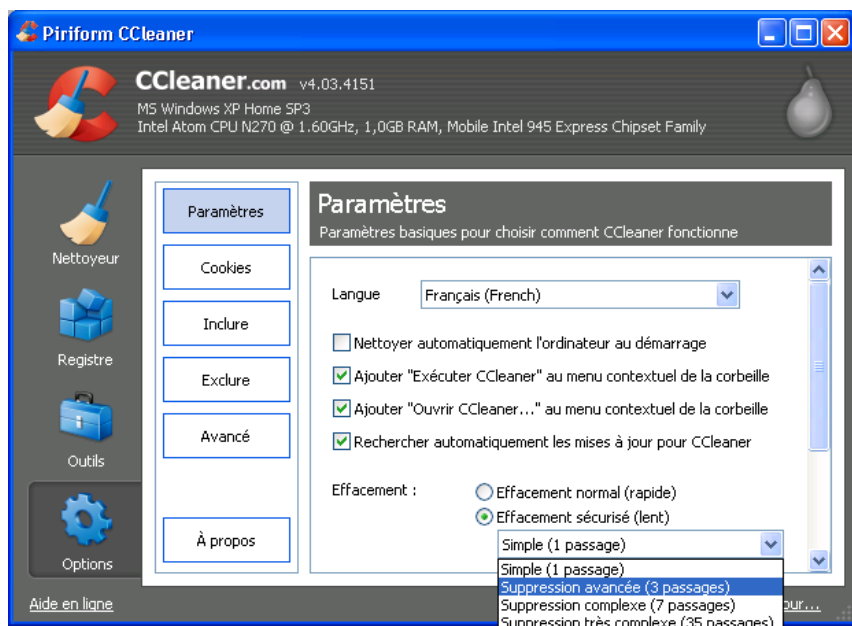 Piriform CCleaner
CCleaner.com v4.03.4151
MS Windows XP Home SP3
Intel Atom CPU N270 @ 1.60GHz, 1,0GB RAM, Mobile Intel 945 Express Chipset Family
Nettoyeur
Registre
Outils
Options
Paramètres
Cookies
Inclure
Exclure
Avancé
À propos
Paramètres
Paramètres basiques pour choisir comment CCleaner fonctionne
Langue Français (French)
Nettoyer automatiquement l'ordinateur au démarrage
Ajouter "Exécuter CCleaner" au menu contextuel de la corbeille
Ajouter "Ouvrir CCleaner..." au menu contextuel de la corbeille
Rechercher automatiquement les mises à jour pour CCleaner
Effacement : Effacement normal (rapide)
Effacement sécurisé (lent)
Simple (1 passage)
Simple (1 passage)
Suppression avancée (3 passages)
Suppression complexe (7 passages)
Suppression très complexe (35 passages)
Aide en ligne